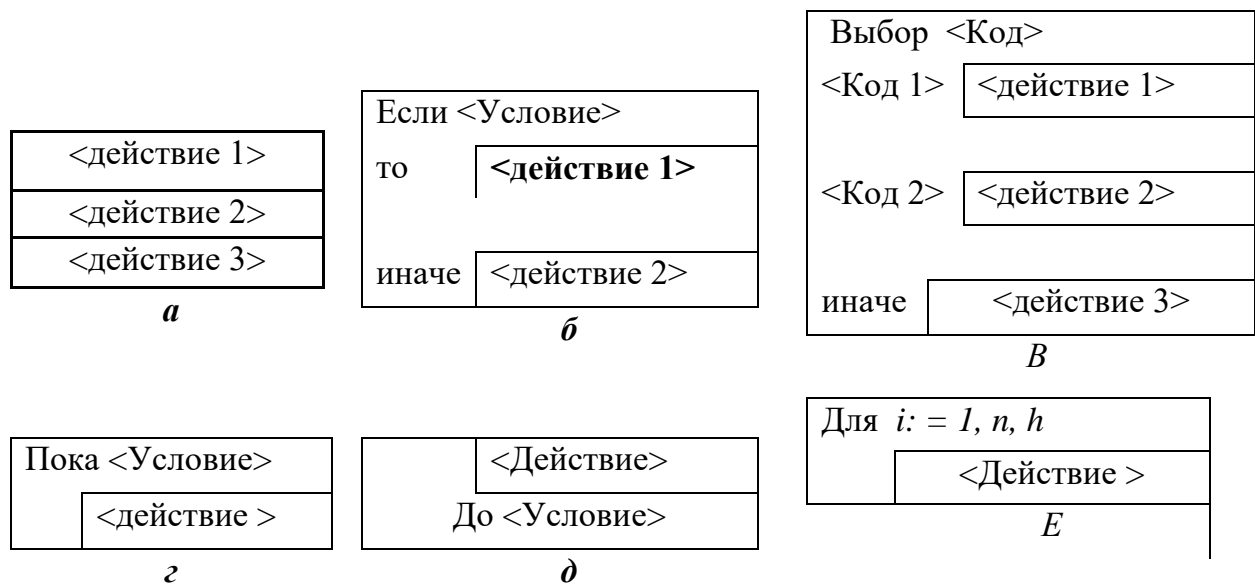 <действие 1>
<действие 2>
<действие 3>
а
Если <Условие>
то <действие 1>
иначе <действие 2>
б
Выбор <Код>
<Код 1> <действие 1>
<Код 2> <действие 2>
иначе <действие 3>
В
Пока <Условие>
<действие >
г
<Действие>
До <Условие>
д
Для i: = 1, n, h
<Действие >
Е